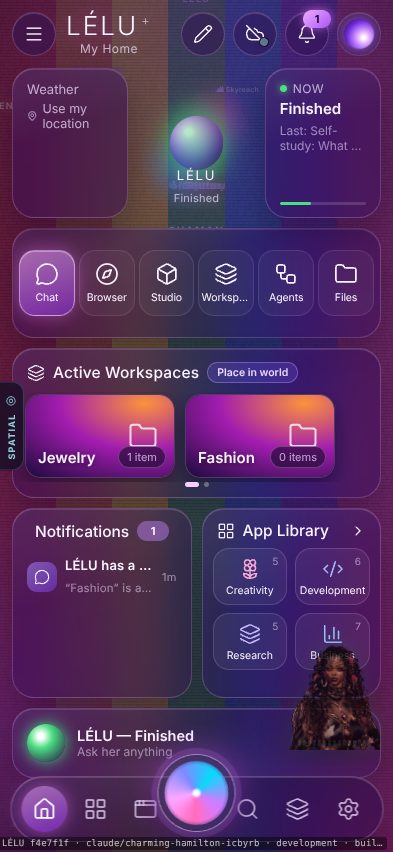 LÉLU +
My Home
1
Weather
Use my
location
Skyreach
LÉLU
Finished
NOW
Finished
Last: Self-
study: What ...
Chat
Browser
Studio
Worksp...
Agents
Files
Active Workspaces
Place in world
SPATIAL
Jewelry
1 item
Fashion
0 items
Notifications
1
LÉLU has a ...
“Fashion” is a...
1m
App Library
Creativity
5
Development
6
Research
5
Business
7
LÉLU — Finished
Ask her anything
LÉLU f4e7f1f · claude/charming-hamilton-icbyrb · development · buil…